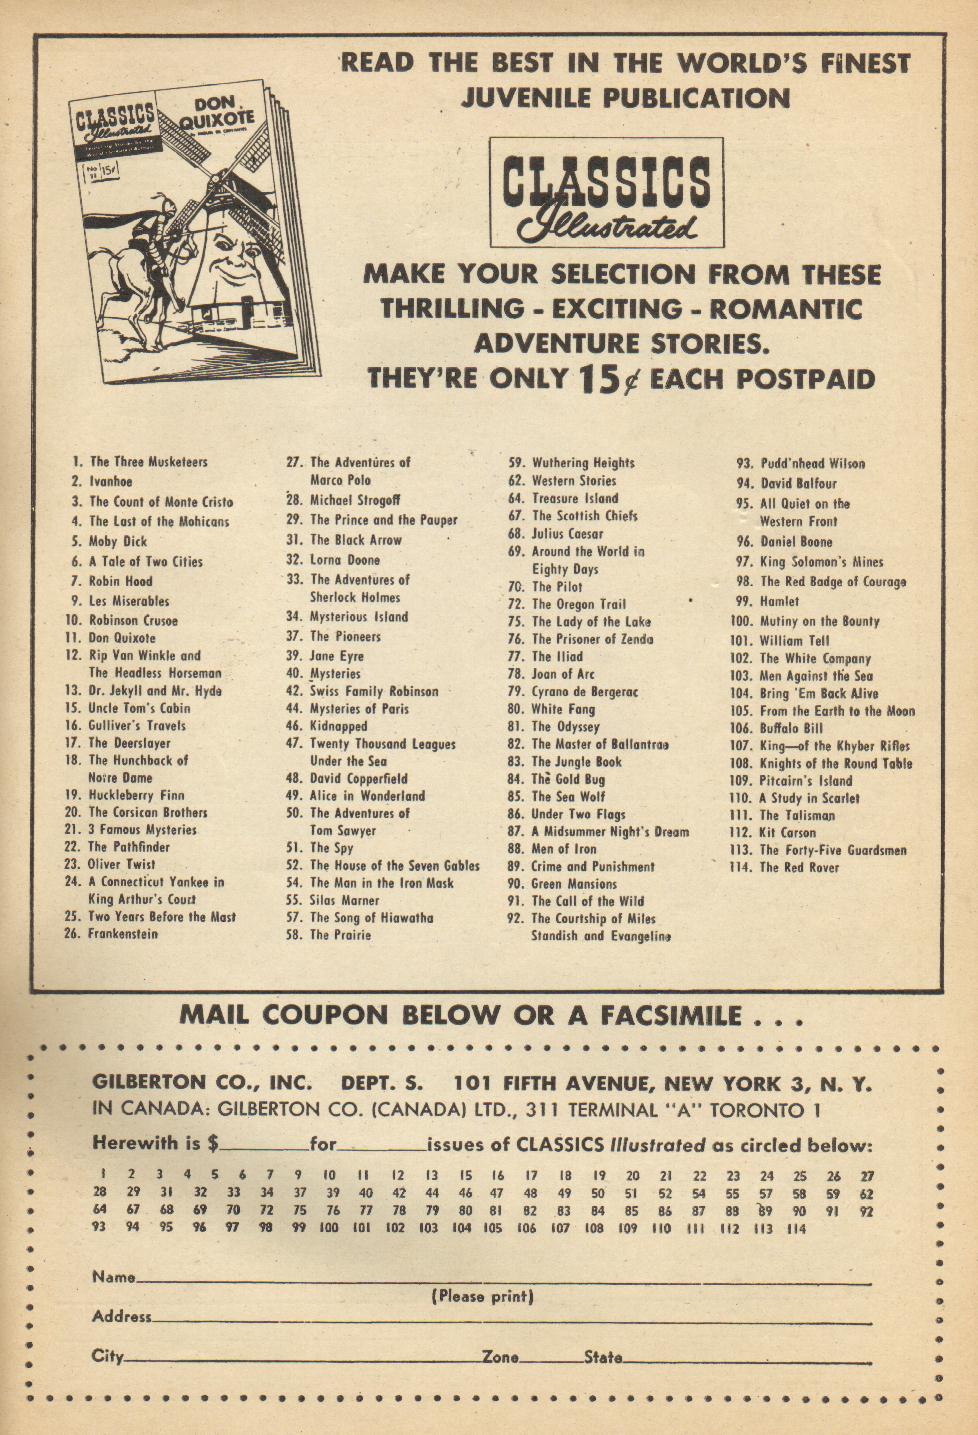 READ THE BEST IN THE WORLD'S FINEST
JUVENILE PUBLICATION
CLASSICS
Illustrated
DON
QUIXOTE
CLASSICS
Illustrated
No
11
15¢
MAKE YOUR SELECTION FROM THESE
THRILLING - EXCITING - ROMANTIC
ADVENTURE STORIES.
THEY'RE ONLY 15¢ EACH POSTPAID
1. The Three Musketeers
2. Ivanhoe
3. The Count of Monte Cristo
4. The Last of the Mohicans
5. Moby Dick
6. A Tale of Two Cities
7. Robin Hood
9. Les Miserables
10. Robinson Crusoe
11. Don Quixote
12. Rip Van Winkle and
The Headless Horseman
13. Dr. Jekyll and Mr. Hyde
15. Uncle Tom's Cabin
16. Gulliver's Travels
17. The Deerslayer
18. The Hunchback of
Notre Dame
19. Huckleberry Finn
20. The Corsican Brothers
21. 3 Famous Mysteries
22. The Pathfinder
23. Oliver Twist
24. A Connecticut Yankee in
King Arthur's Court
25. Two Years Before the Mast
26. Frankenstein
27. The Adventures of
Marco Polo
28. Michael Strogoff
29. The Prince and the Pauper
31. The Black Arrow
32. Lorna Doone
33. The Adventures of
Sherlock Holmes
34. Mysterious Island
37. The Pioneers
39. Jane Eyre
40. Mysteries
42. Swiss Family Robinson
44. Mysteries of Paris
46. Kidnapped
47. Twenty Thousand Leagues
Under the Sea
48. David Copperfield
49. Alice in Wonderland
50. The Adventures of
Tom Sawyer
51. The Spy
52. The House of the Seven Gables
54. The Man in the Iron Mask
55. Silas Marner
57. The Song of Hiawatha
58. The Prairie
59. Wuthering Heights
62. Western Stories
64. Treasure Island
67. The Scottish Chiefs
68. Julius Caesar
69. Around the World in
Eighty Days
70. The Pilot
72. The Oregon Trail
75. The Lady of the Lake
76. The Prisoner of Zenda
77. The Iliad
78. Joan of Arc
79. Cyrano de Bergerac
80. White Fang
81. The Odyssey
82. The Master of Ballantrae
83. The Jungle Book
84. The Gold Bug
85. The Sea Wolf
86. Under Two Flags
87. A Midsummer Night's Dream
88. Men of Iron
89. Crime and Punishment
90. Green Mansions
91. The Call of the Wild
92. The Courtship of Miles
Standish and Evangeline
93. Pudd'nhead Wilson
94. David Balfour
95. All Quiet on the
Western Front
96. Daniel Boone
97. King Solomon's Mines
98. The Red Badge of Courage
99. Hamlet
100. Mutiny on the Bounty
101. William Tell
102. The White Company
103. Men Against the Sea
104. Bring 'Em Back Alive
105. From the Earth to the Moon
106. Buffalo Bill
107. King—of the Khyber Rifles
108. Knights of the Round Table
109. Pitcairn's Island
110. A Study in Scarlet
111. The Talisman
112. Kit Carson
113. The Forty-Five Guardsmen
114. The Red Rover
MAIL COUPON BELOW OR A FACSIMILE . . .
GILBERTON CO., INC. DEPT. S. 101 FIFTH AVENUE, NEW YORK 3, N. Y.
IN CANADA: GILBERTON CO. (CANADA) LTD., 311 TERMINAL "A" TORONTO 1
Herewith is $ for issues of CLASSICS Illustrated as circled below:
1 2 3 4 5 6 7 9 10 11 12 13 15 16 17 18 19 20 21 22 23 24 25 26 27
28 29 31 32 33 34 37 39 40 42 44 46 47 48 49 50 51 52 54 55 57 58 59 62
64 67 68 69 70 72 75 76 77 78 79 80 81 82 83 84 85 86 87 88 89 90 91 92
93 94 95 96 97 98 99 100 101 102 103 104 105 106 107 108 109 110 111 112 113 114
Name
(Please print)
Address
City Zone State